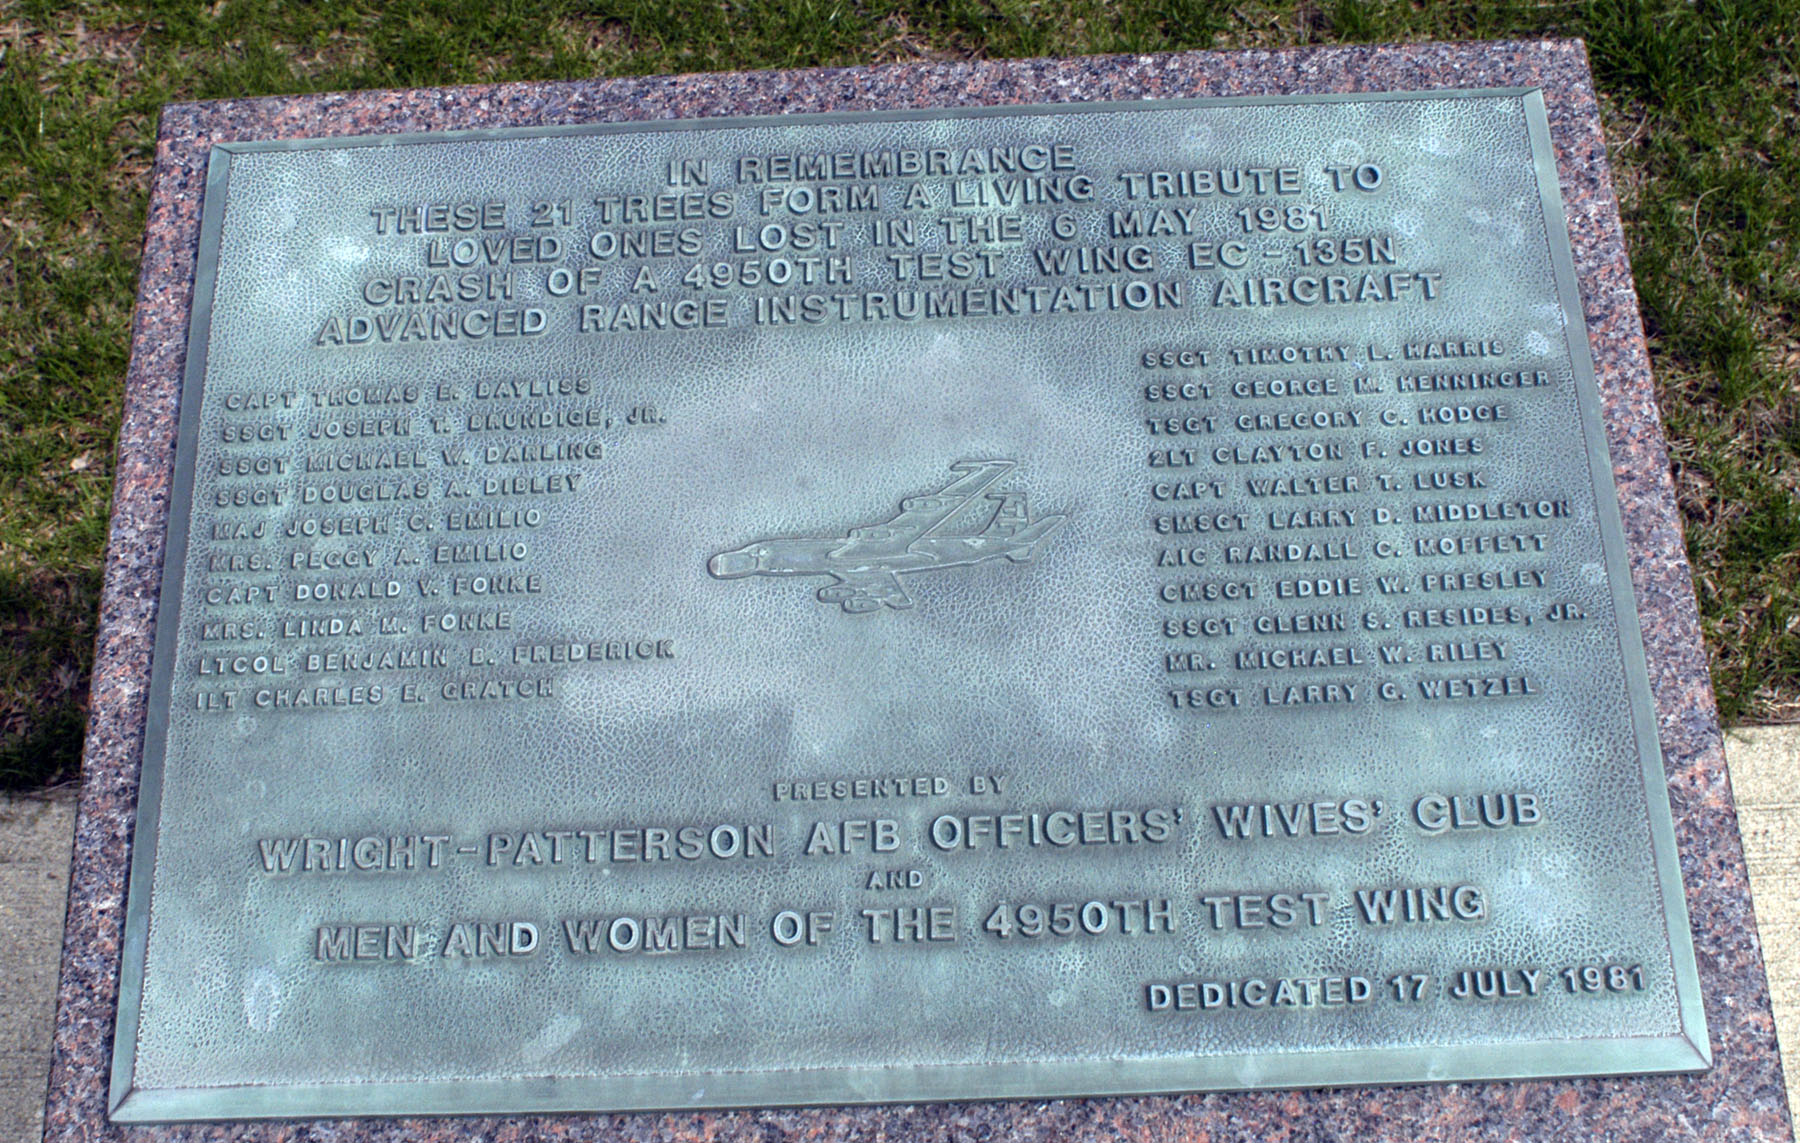 IN REMEMBRANCE
THESE 21 TREES FORM A LIVING TRIBUTE TO
LOVED ONES LOST IN THE 6 MAY 1981
CRASH OF A 4950TH TEST WING EC-135N
ADVANCED RANGE INSTRUMENTATION AIRCRAFT
CAPT THOMAS E. BAYLISS
SSGT JOSEPH T. BRUNDIGE, JR.
SSGT MICHAEL W. DARLING
SSGT DOUGLAS A. DIBLEY
MAJ JOSEPH C. EMILIO
MRS. PEGGY A. EMILIO
CAPT DONALD V. FONKE
MRS. LINDA M. FONKE
LTCOL BENJAMIN B. FREDERICK
1LT CHARLES E. GRATCH
SSGT TIMOTHY L. HARRIS
SSGT GEORGE M. HENNINGER
TSGT GREGORY C. HODGE
2LT CLAYTON F. JONES
CAPT WALTER T. LUSK
SMSGT LARRY D. MIDDLETON
AIC RANDALL C. MOFFETT
CMSGT EDDIE W. PRESLEY
SSGT GLENN S. RESIDES, JR.
MR. MICHAEL W. RILEY
TSGT LARRY G. WETZEL
PRESENTED BY
WRIGHT-PATTERSON AFB OFFICERS' WIVES' CLUB
AND
MEN AND WOMEN OF THE 4950TH TEST WING
DEDICATED 17 JULY 1981